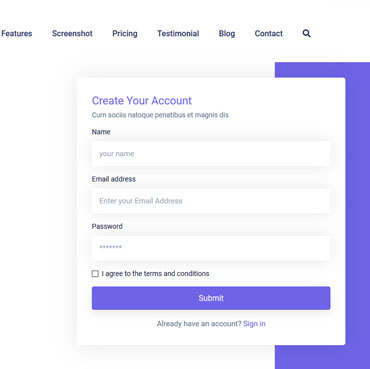 Features Screenshot Pricing Testimonial Blog Contact
Create Your Account
Cum sociis natoque penatibus et magnis dis
Name
your name
Email address
Enter your Email Address
Password
*******
I agree to the terms and conditions
Submit
Already have an account? Sign in